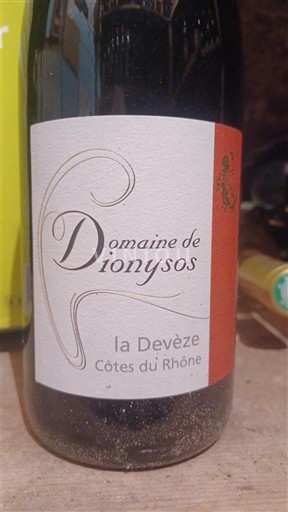 Domaine de
Dionysos
la Devèze
Côtes du Rhône